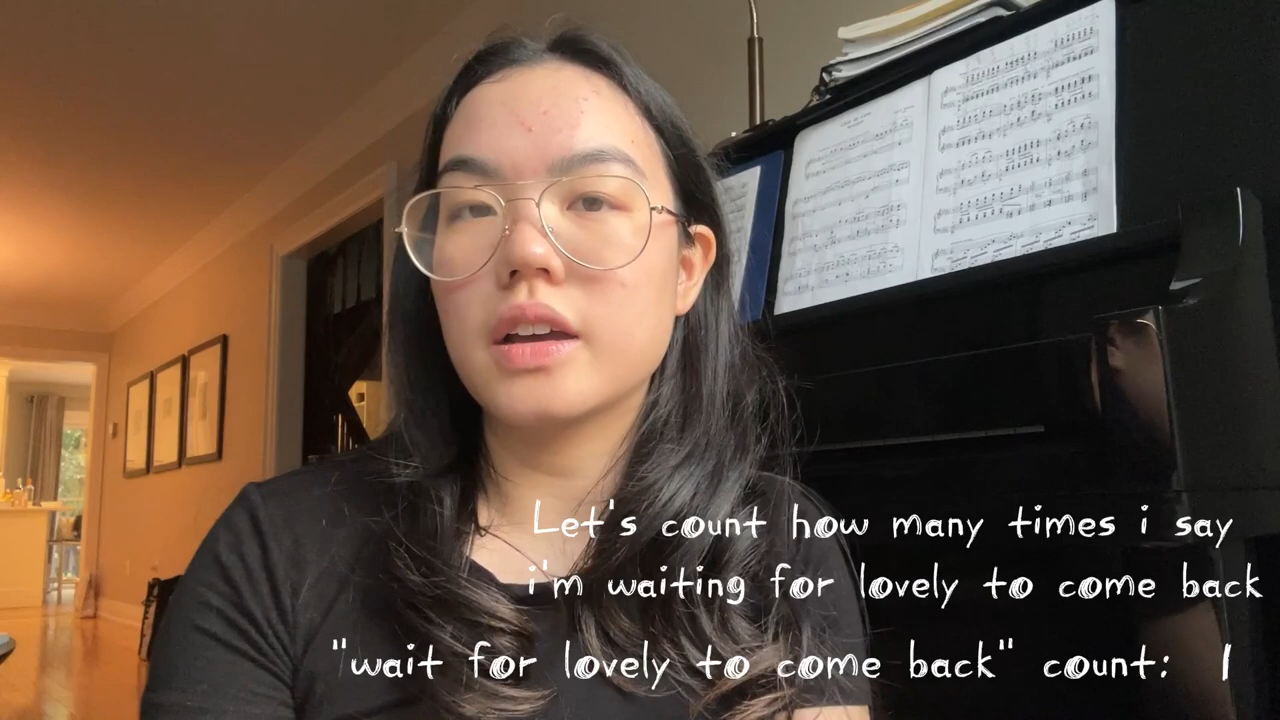 Let's count how many times i say
i'm waiting for lovely to come back
"wait for lovely to come back" count: 1